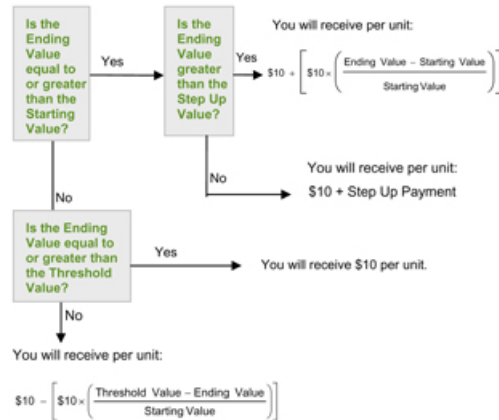 Is the
Ending
Value
equal to
or greater
than the
Starting
Value?
Yes
Is the
Ending
Value
greater
than the
Step Up
Value?
Yes
You will receive per unit:
$10 + [$10 × (Ending Value – Starting Value
Starting Value)]
No
You will receive per unit:
$10 + Step Up Payment
No
Is the Ending
Value equal to
or greater than
the Threshold
Value?
Yes
You will receive $10 per unit.
No
You will receive per unit:
$10 – [$10 × (Threshold Value – Ending Value
Starting Value)]